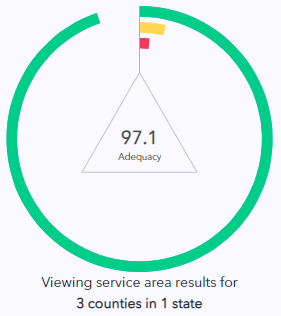 97.1
Adequacy
Viewing service area results for
3 counties in 1 state